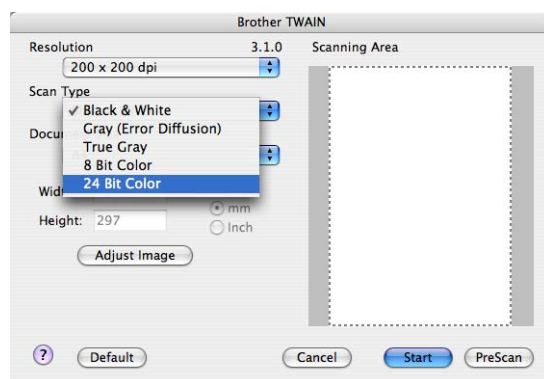 Brother TWAIN
Resolution 3.1.0 Scanning Area
200 x 200 dpi
Scan Type
✓ Black & White
Gray (Error Diffusion)
True Gray
8 Bit Color
24 Bit Color
Height: 297
mm
Inch
Adjust Image
? Default Cancel Start PreScan